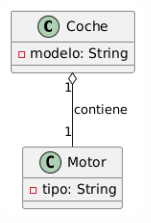 C Coche
modelo: String
1
contiene
1
C Motor
tipo: String